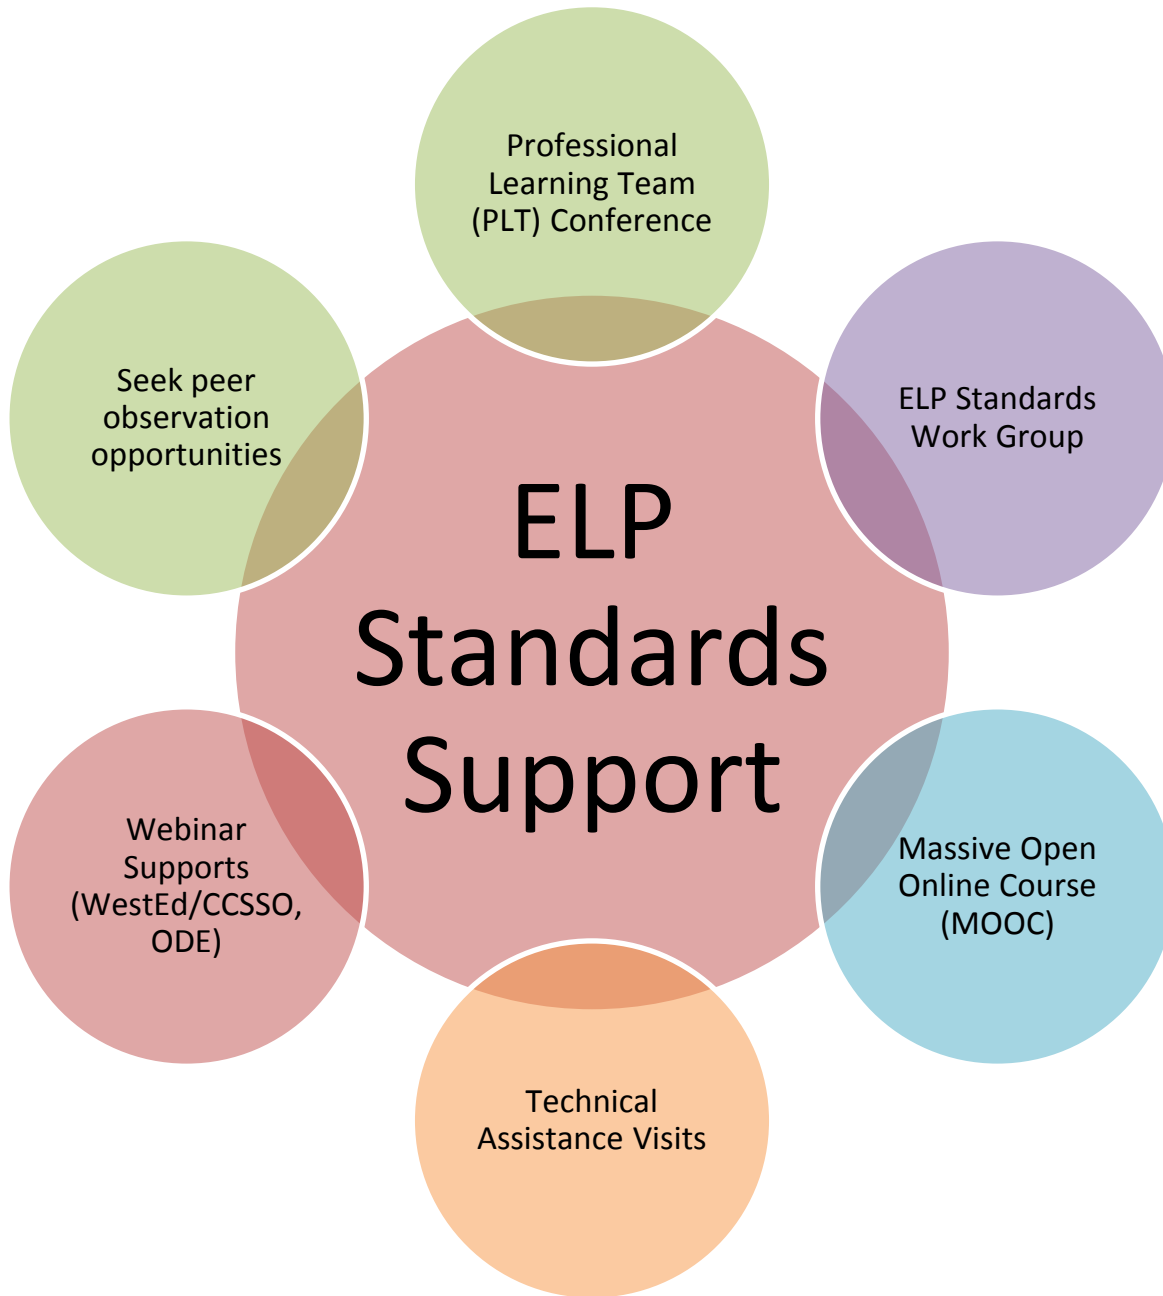 Professional
Learning Team
(PLT) Conference
Seek peer
observation
opportunities
ELP Standards
Work Group
ELP
Standards
Support
Webinar
Supports
(WestEd/CCSSO,
ODE)
Massive Open
Online Course
(MOOC)
Technical
Assistance Visits